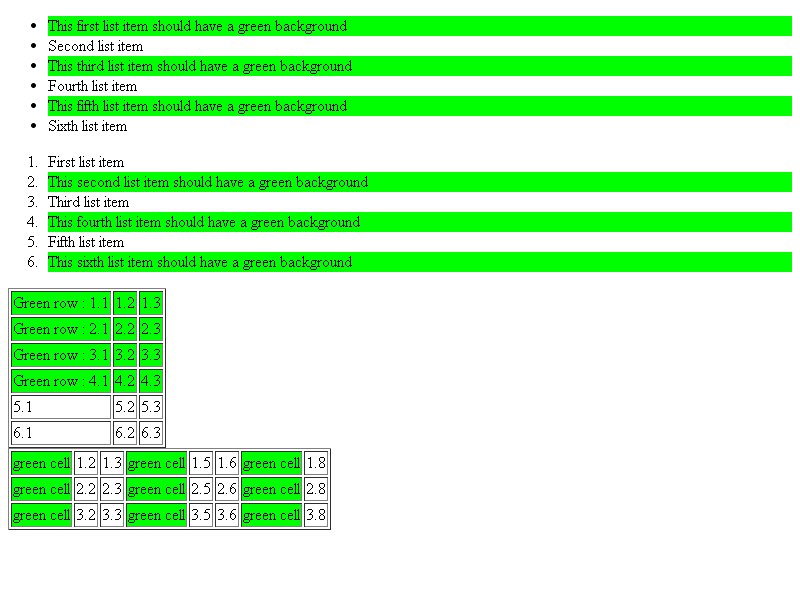 • This first list item should have a green background
• Second list item
• This third list item should have a green background
• Fourth list item
• This fifth list item should have a green background
• Sixth list item
1. First list item
2. This second list item should have a green background
3. Third list item
4. This fourth list item should have a green background
5. Fifth list item
6. This sixth list item should have a green background
Green row : 1.1 1.2 1.3
Green row : 2.1 2.2 2.3
Green row : 3.1 3.2 3.3
Green row : 4.1 4.2 4.3
5.1 5.2 5.3
6.1 6.2 6.3
green cell 1.2 1.3 green cell 1.5 1.6 green cell 1.8
green cell 2.2 2.3 green cell 2.5 2.6 green cell 2.8
green cell 3.2 3.3 green cell 3.5 3.6 green cell 3.8